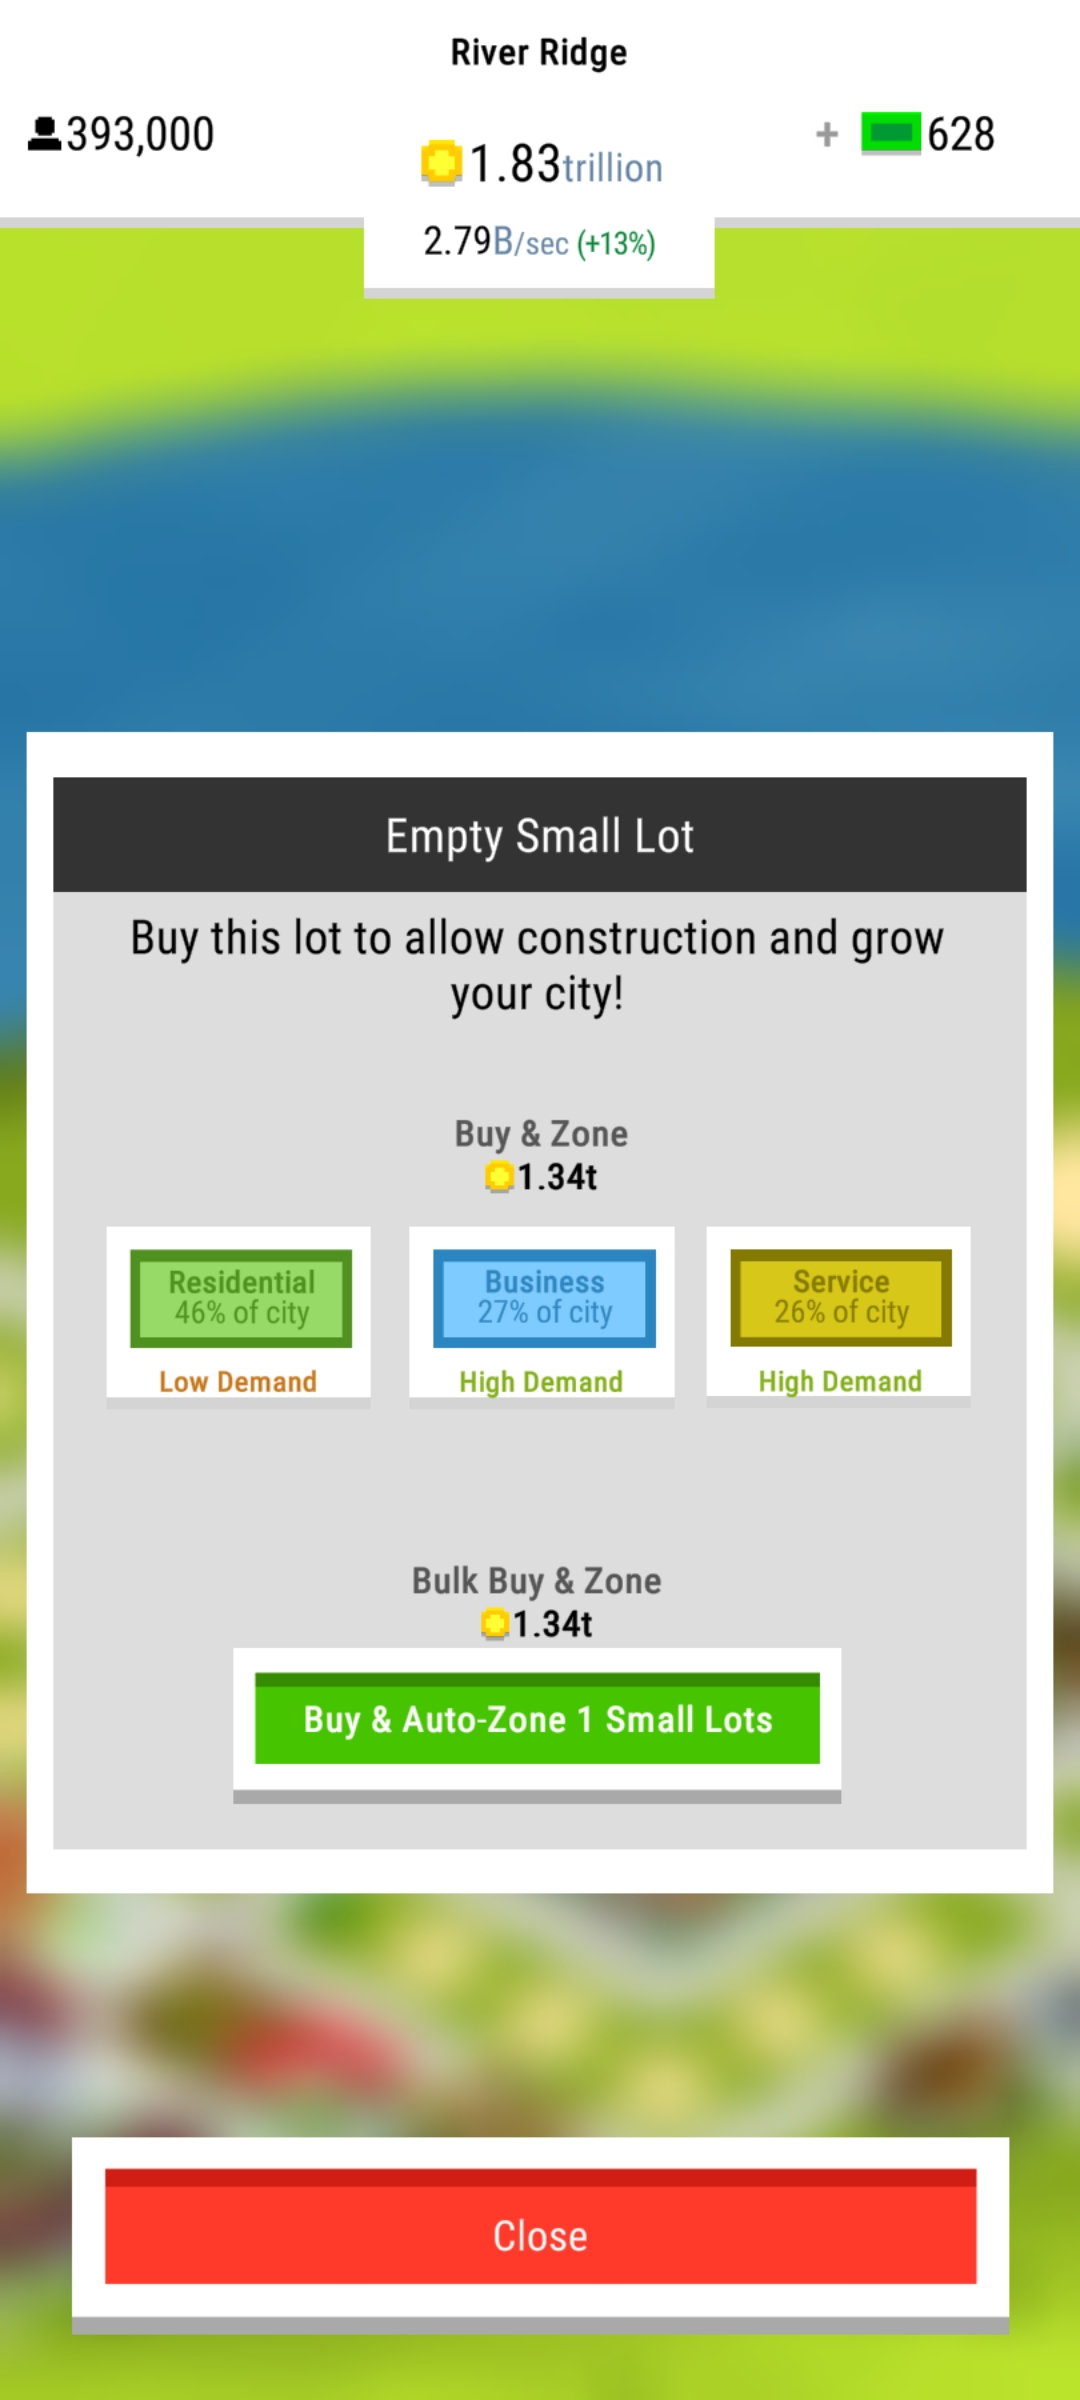 River Ridge
393,000
1.83trillion
+ 628
2.79B/sec (+13%)
Empty Small Lot
Buy this lot to allow construction and grow
your city!
Buy & Zone
1.34t
Residential
46% of city
Low Demand
Business
27% of city
High Demand
Service
26% of city
High Demand
Bulk Buy & Zone
1.34t
Buy & Auto-Zone 1 Small Lots
Close